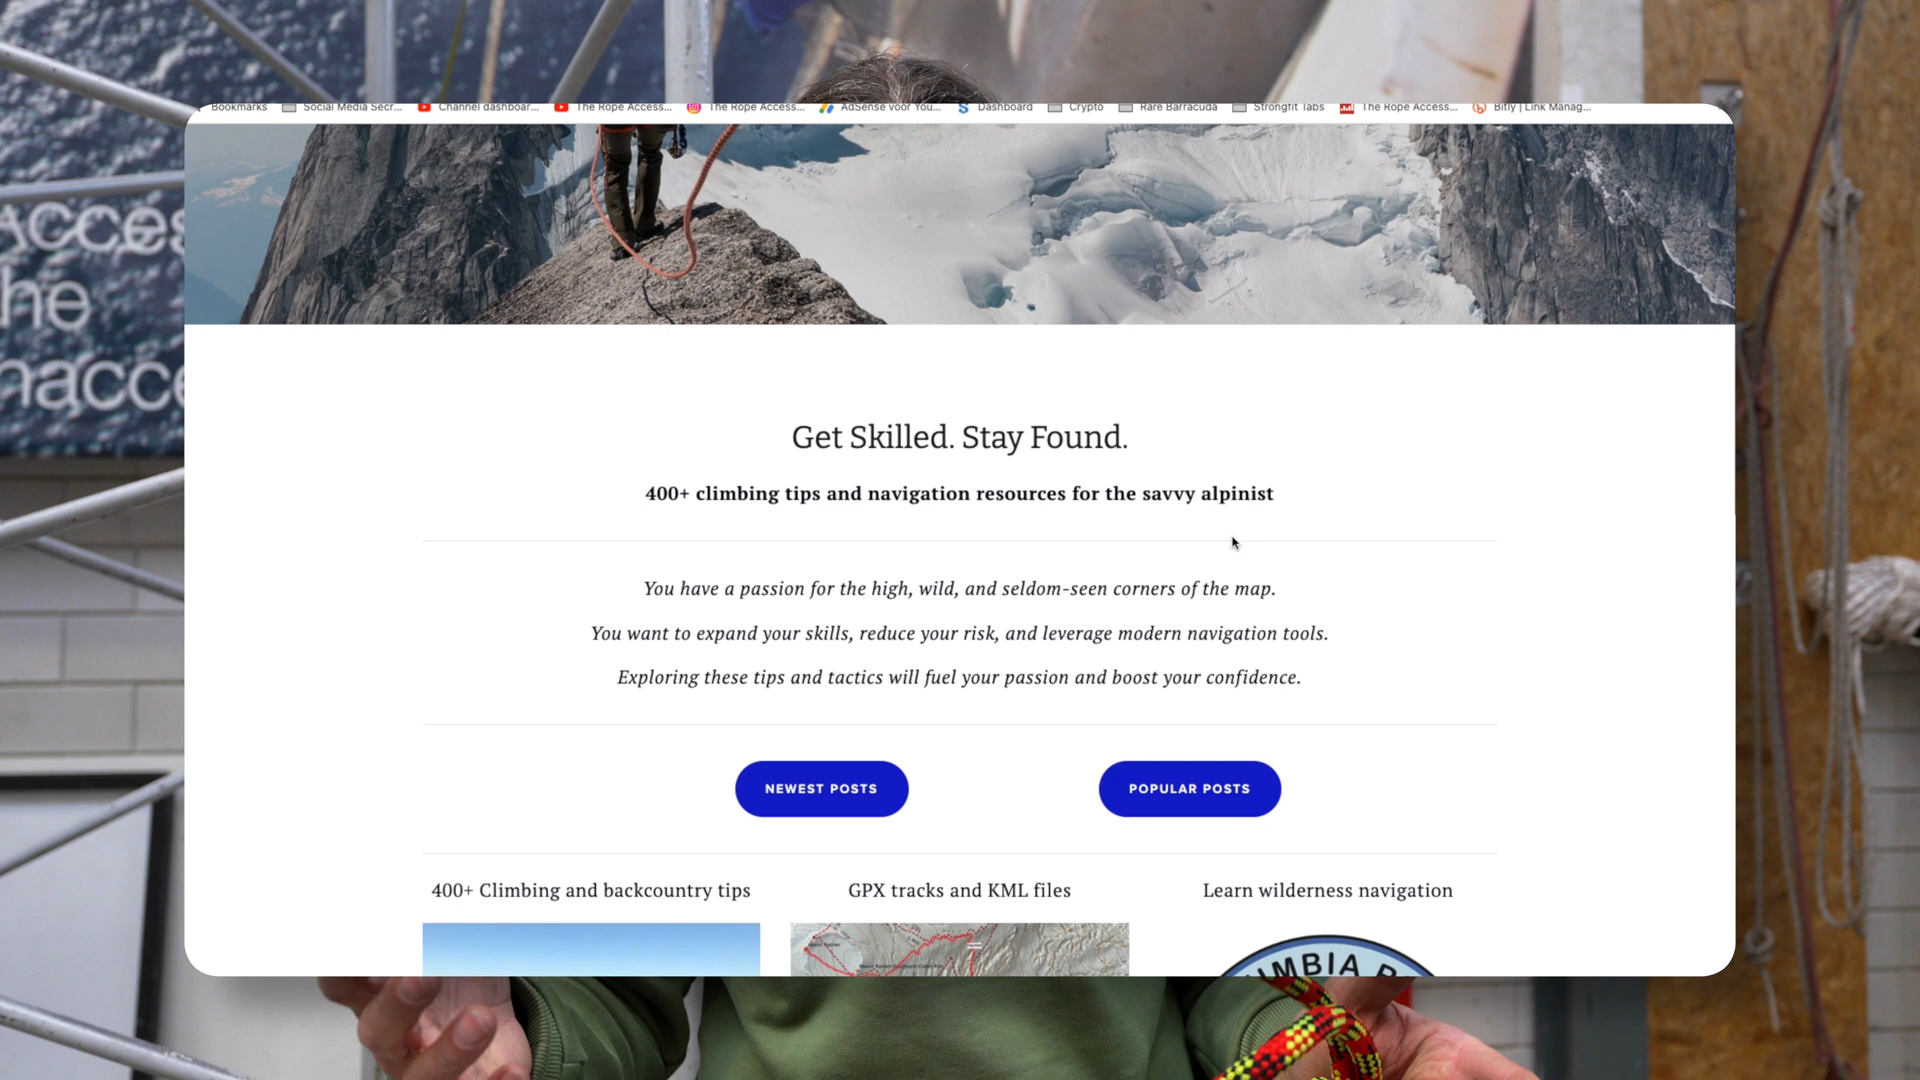 Bookmarks Social Media Secr... Channel dashboar... The Rope Access... The Rope Access... AdSense voor You... Dashboard Crypto Rare Barracuda Strongfit Tabs The Rope Access... Bitly | Link Manag...
Acces
he
nacce
Get Skilled. Stay Found.
400+ climbing tips and navigation resources for the savvy alpinist
You have a passion for the high, wild, and seldom-seen corners of the map.
You want to expand your skills, reduce your risk, and leverage modern navigation tools.
Exploring these tips and tactics will fuel your passion and boost your confidence.
NEWEST POSTS POPULAR POSTS
400+ Climbing and backcountry tips GPX tracks and KML files Learn wilderness navigation
UMBIA R